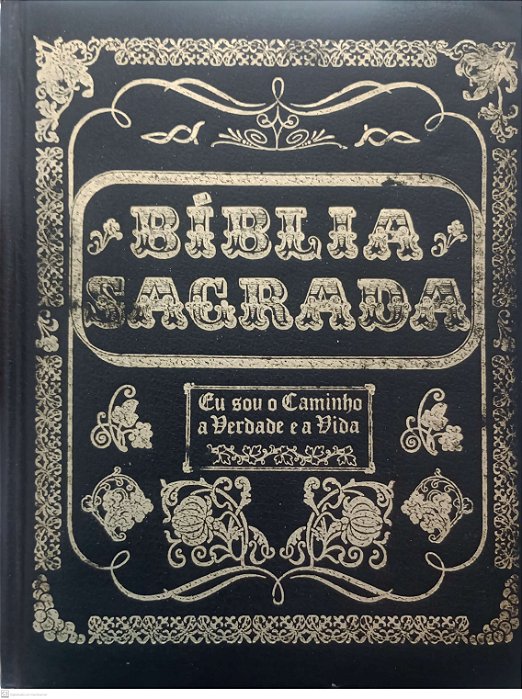 BÍBLIA
SAGRADA
Eu sou o Caminho
a Verdade e a Vida